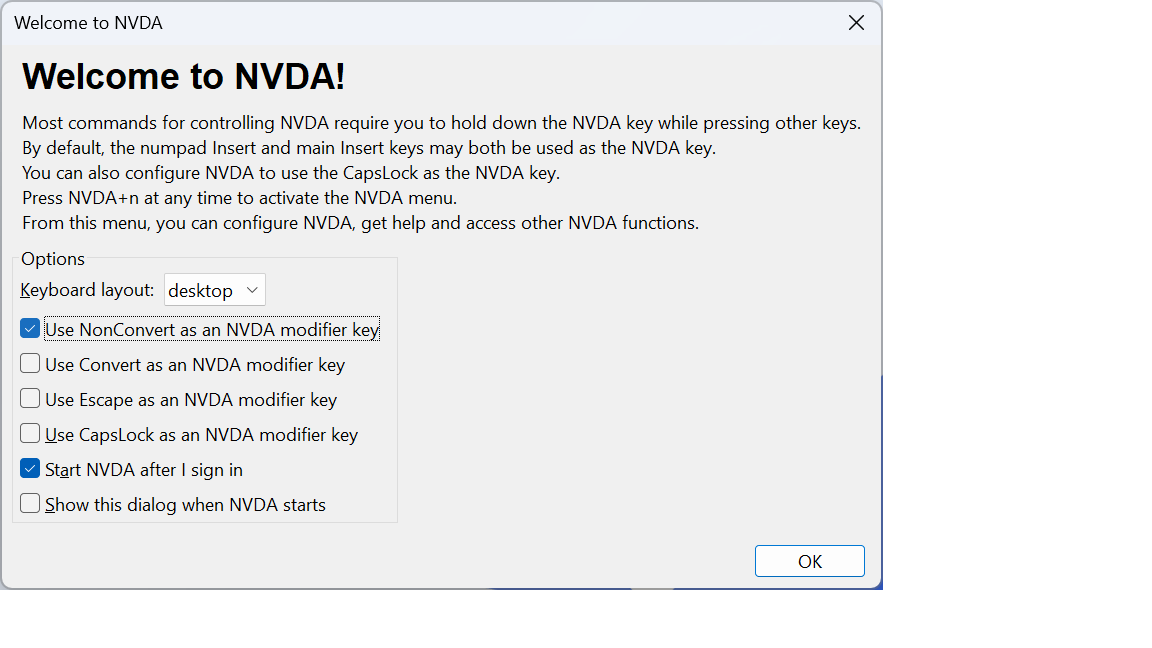 Welcome to NVDA
Welcome to NVDA!
Most commands for controlling NVDA require you to hold down the NVDA key while pressing other keys.
By default, the numpad Insert and main Insert keys may both be used as the NVDA key.
You can also configure NVDA to use the CapsLock as the NVDA key.
Press NVDA+n at any time to activate the NVDA menu.
From this menu, you can configure NVDA, get help and access other NVDA functions.
Options
Keyboard layout: desktop
Use NonConvert as an NVDA modifier key
Use Convert as an NVDA modifier key
Use Escape as an NVDA modifier key
Use CapsLock as an NVDA modifier key
Start NVDA after I sign in
Show this dialog when NVDA starts
OK